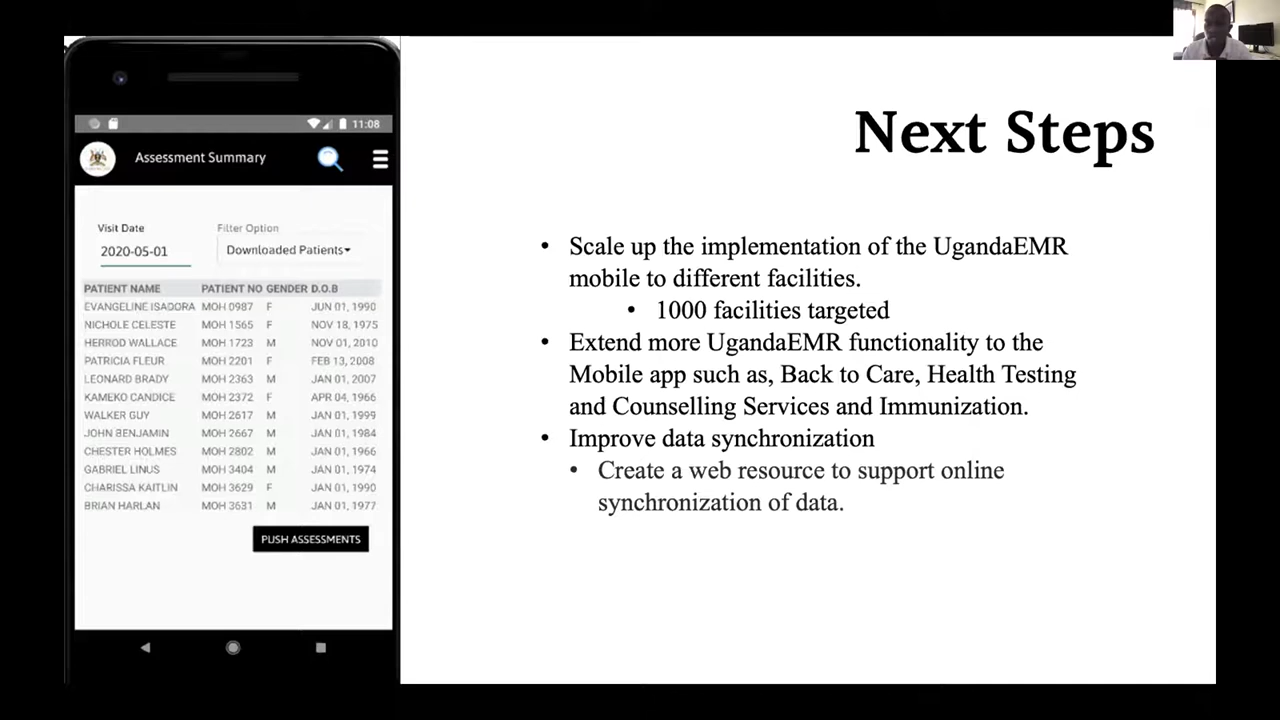 11:08
Assessment Summary
Visit Date
Filter Option
2020-05-01
Downloaded Patients
PATIENT NAME PATIENT NO GENDER D.O.B
EVANGELINE ISADORA MOH 0987 F JUN 01, 1990
NICHOLE CELESTE MOH 1565 F NOV 18, 1975
HERROD WALLACE MOH 1723 M NOV 01, 2010
PATRICIA FLEUR MOH 2201 F FEB 13, 2008
LEONARD BRADY MOH 2363 M JAN 01, 2007
KAMEKO CANDICE MOH 2372 F APR 04, 1966
WALKER GUY MOH 2617 M JAN 01, 1999
JOHN BENJAMIN MOH 2667 M JAN 01, 1984
CHESTER HOLMES MOH 2802 M JAN 01, 1966
GABRIEL LINUS MOH 3404 M JAN 01, 1974
CHARISSA KAITLIN MOH 3629 F JAN 01, 1990
BRIAN HARLAN MOH 3631 M JAN 01, 1977
PUSH ASSESSMENTS
Next Steps
• Scale up the implementation of the UgandaEMR
mobile to different facilities.
• 1000 facilities targeted
• Extend more UgandaEMR functionality to the
Mobile app such as, Back to Care, Health Testing
and Counselling Services and Immunization.
• Improve data synchronization
• Create a web resource to support online
synchronization of data.